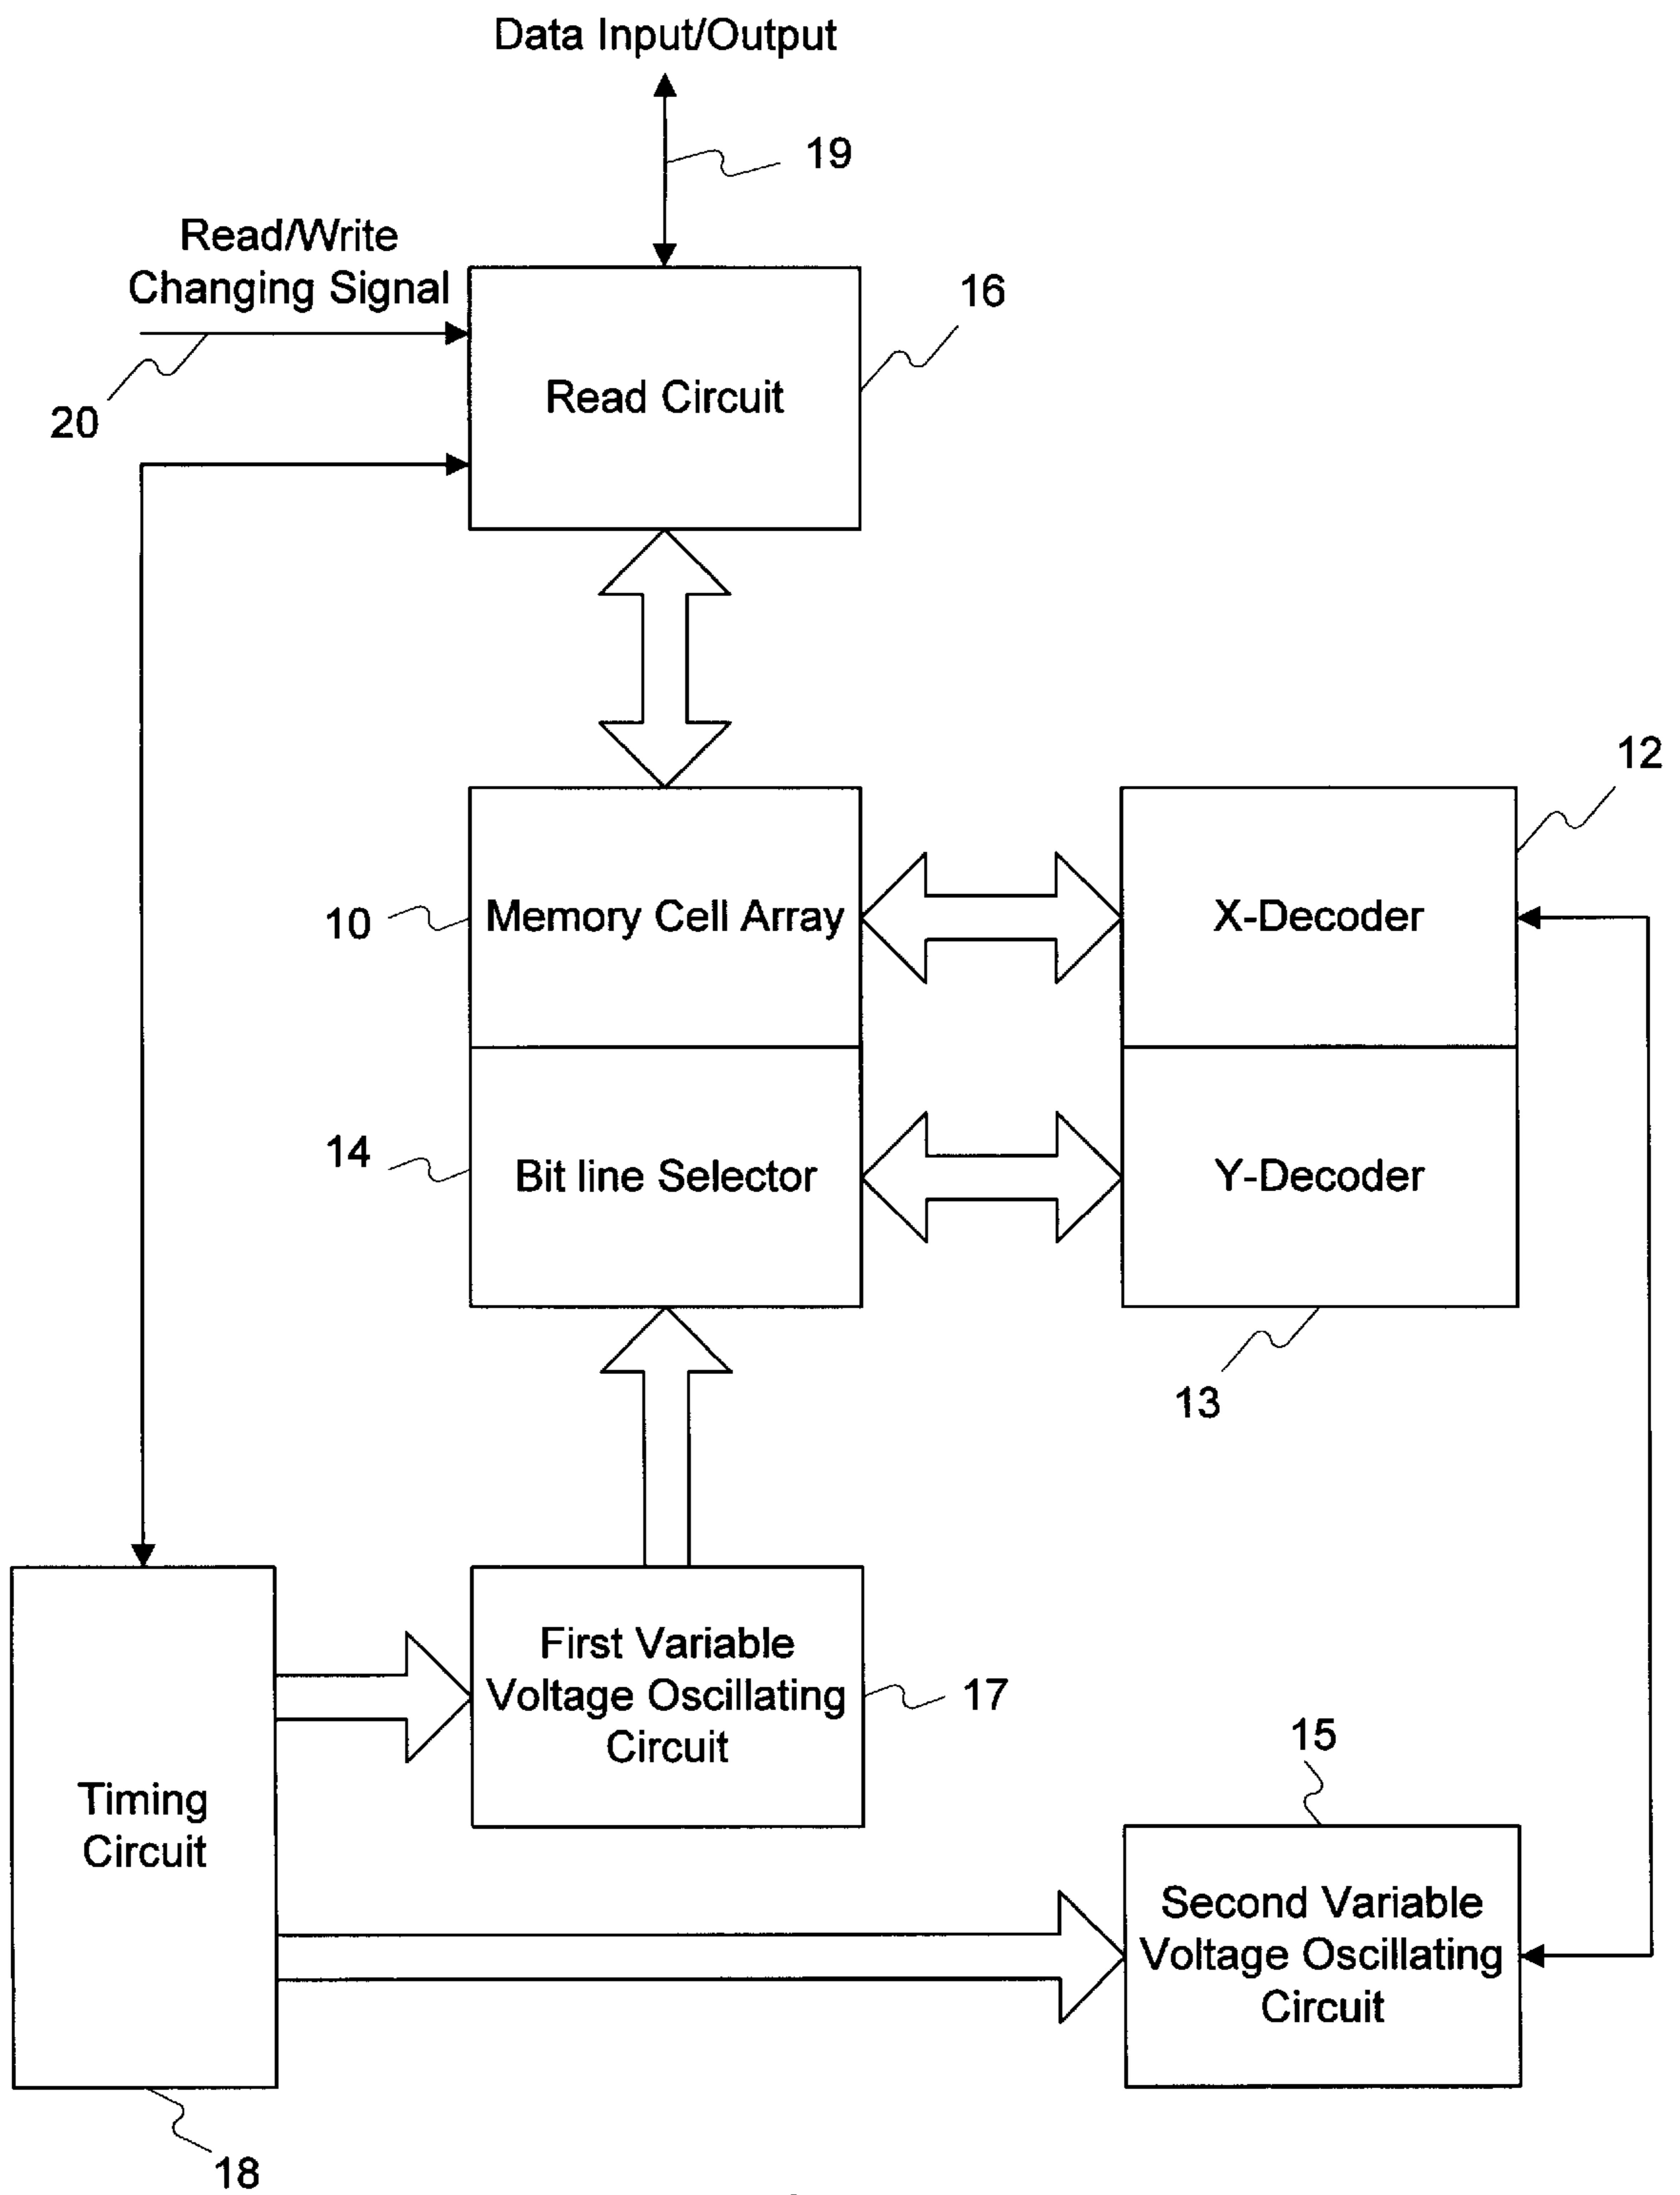 Data Input/Output
19
Read/Write
Changing Signal
16
20
Read Circuit
12
10
Memory Cell Array
X-Decoder
14
Bit line Selector
Y-Decoder
13
First Variable
Voltage Oscillating
Circuit
17
15
Timing
Circuit
Second Variable
Voltage Oscillating
Circuit
18